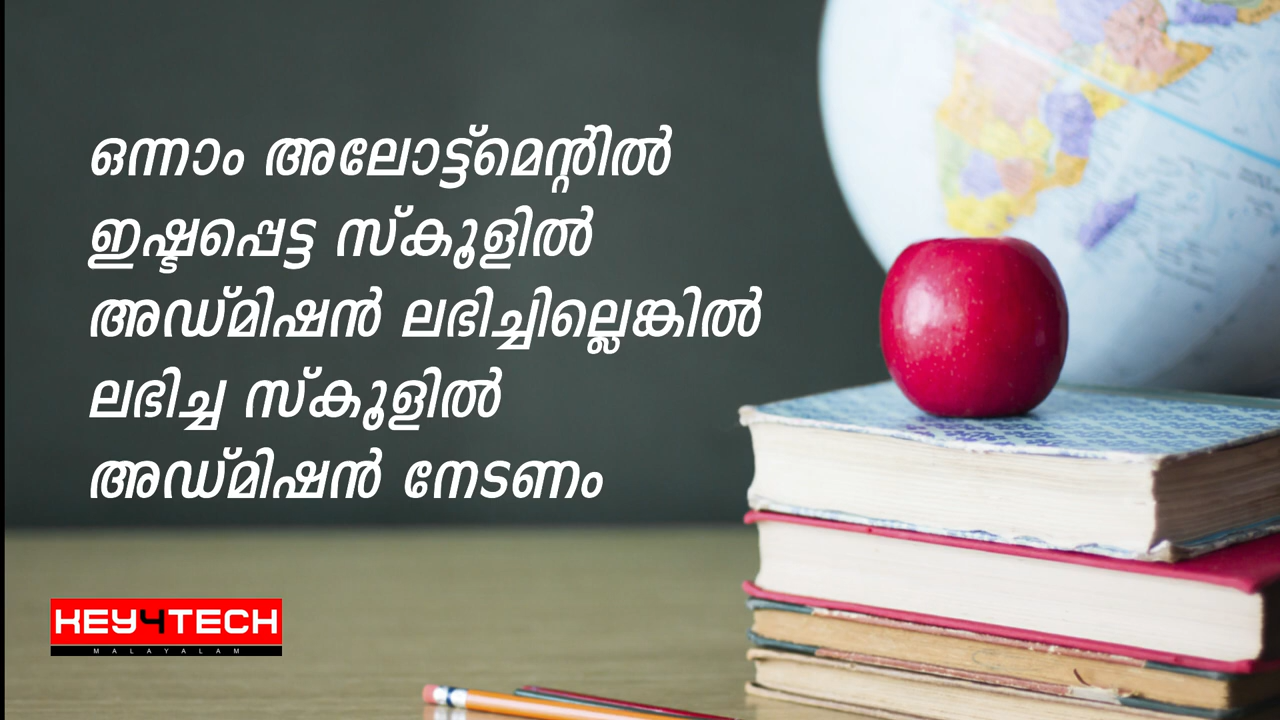 ഒന്നാം അലോട്ട്മെന്റിൽ
ഇഷ്ടപ്പെട്ട സ്കൂളിൽ
അഡ്മിഷൻ ലഭിച്ചില്ലെങ്കിൽ
ലഭിച്ച സ്കൂളിൽ
അഡ്മിഷൻ നേടണം
KEY4TECH
MALAYALAM